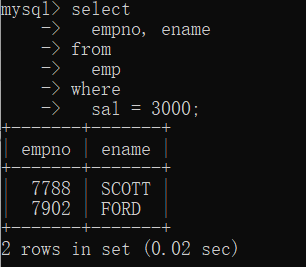 mysql> select
    -> empno, ename
    -> from
    -> emp
    -> where
    -> sal = 3000;
+-------+-------+
| empno | ename |
+-------+-------+
|  7788 | SCOTT |
|  7902 | FORD  |
+-------+-------+
2 rows in set (0.02 sec)